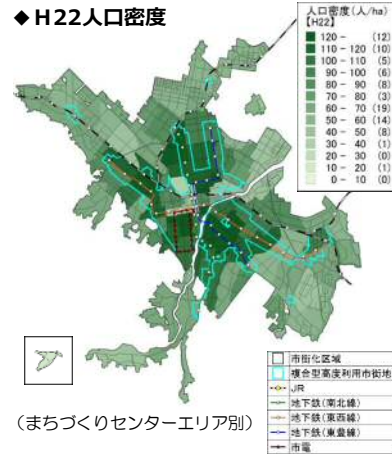 ◆H22人口密度
人口密度(人/ha)
【H22】
120 - (12)
110 - 120 (10)
100 - 110 (5)
90 - 100 (6)
80 - 90 (8)
70 - 80 (3)
60 - 70 (19)
50 - 60 (14)
40 - 50 (8)
30 - 40 (1)
20 - 30 (0)
10 - 20 (1)
0 - 10 (0)
市街化区域
複合型高度利用市街地
JR
地下鉄(南北線)
地下鉄(東西線)
地下鉄(東豊線)
市電
(まちづくりセンターエリア別)